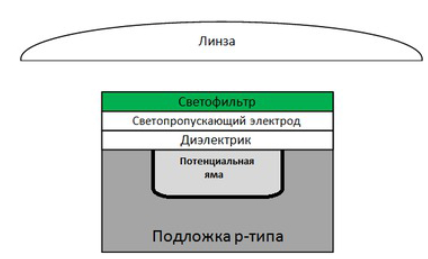 Линза
Светофильтр
Светопропускающий электрод
Диэлектрик
Потенциальная
яма
Подложка р-типа